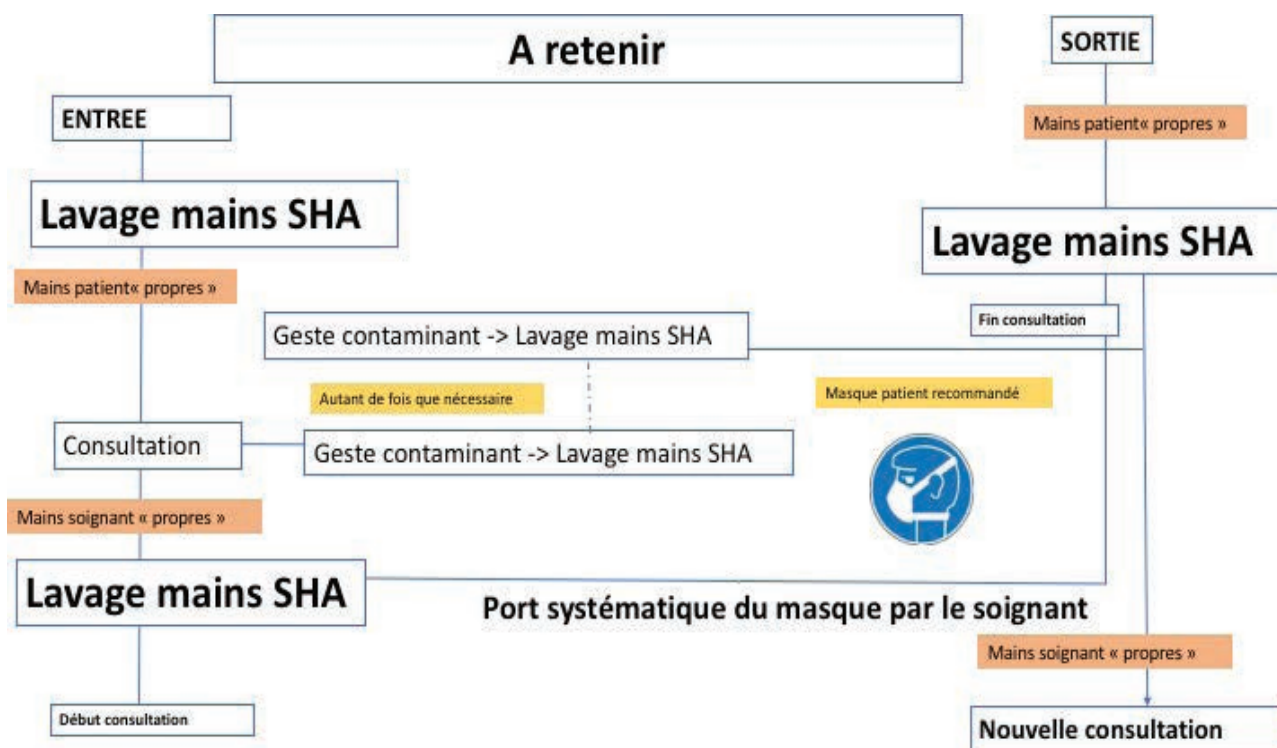 A retenir
SORTIE
ENTREE
Mains patient« propres »
Lavage mains SHA
Lavage mains SHA
Mains patient« propres »
Fin consultation
Geste contaminant -> Lavage mains SHA
Autant de fois que nécessaire
Masque patient recommandé
Consultation
Geste contaminant -> Lavage mains SHA
Mains soignant « propres »
Lavage mains SHA
Port systématique du masque par le soignant
Mains soignant « propres »
Début consultation
Nouvelle consultation